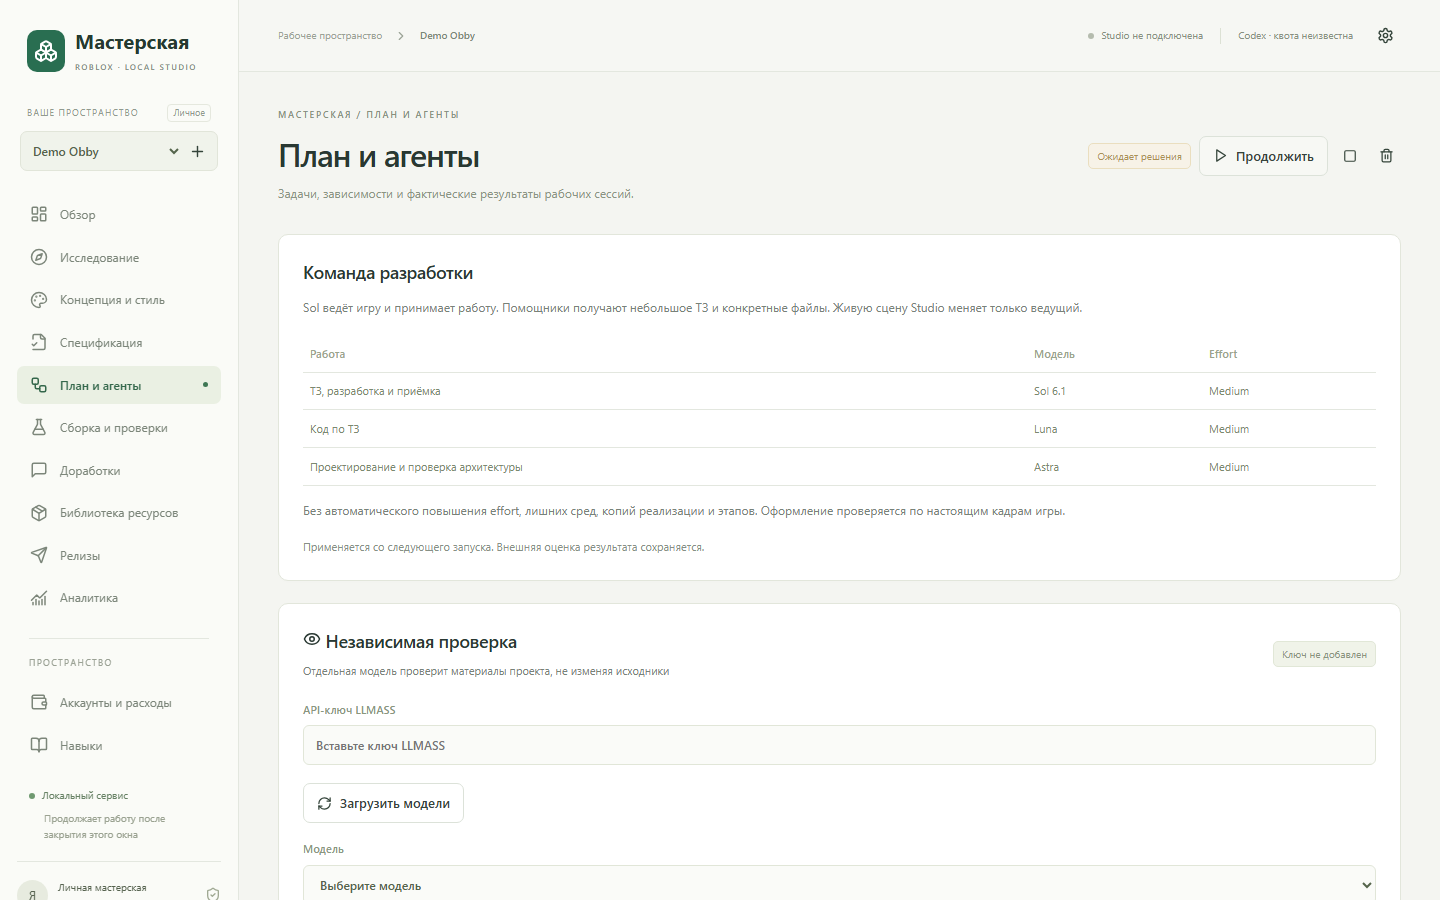 Мастерская
ROBLOX · LOCAL STUDIO
ВАШЕ ПРОСТРАНСТВО
Личное
Demo Obby
Обзор
Исследование
Концепция и стиль
Спецификация
План и агенты
Сборка и проверки
Доработки
Библиотека ресурсов
Релизы
Аналитика
ПРОСТРАНСТВО
Аккаунты и расходы
Навыки
Локальный сервис
Продолжает работу после
закрытия этого окна
Я
Личная мастерская
Рабочее пространство
Demo Obby
Studio не подключена
Codex · квота неизвестна
МАСТЕРСКАЯ / ПЛАН И АГЕНТЫ
План и агенты
Ожидает решения
Продолжить
Задачи, зависимости и фактические результаты рабочих сессий.
Команда разработки
Sol ведёт игру и принимает работу. Помощники получают небольшое ТЗ и конкретные файлы. Живую сцену Studio меняет только ведущий.
Работа Модель Effort
ТЗ, разработка и приёмка Sol 6.1 Medium
Код по ТЗ Luna Medium
Проектирование и проверка архитектуры Astra Medium
Без автоматического повышения effort, лишних сред, копий реализации и этапов. Оформление проверяется по настоящим кадрам игры.
Применяется со следующего запуска. Внешняя оценка результата сохраняется.
Независимая проверка
Ключ не добавлен
Отдельная модель проверит материалы проекта, не изменяя исходники
API-ключ LLMASS
Вставьте ключ LLMASS
Загрузить модели
Модель
Выберите модель